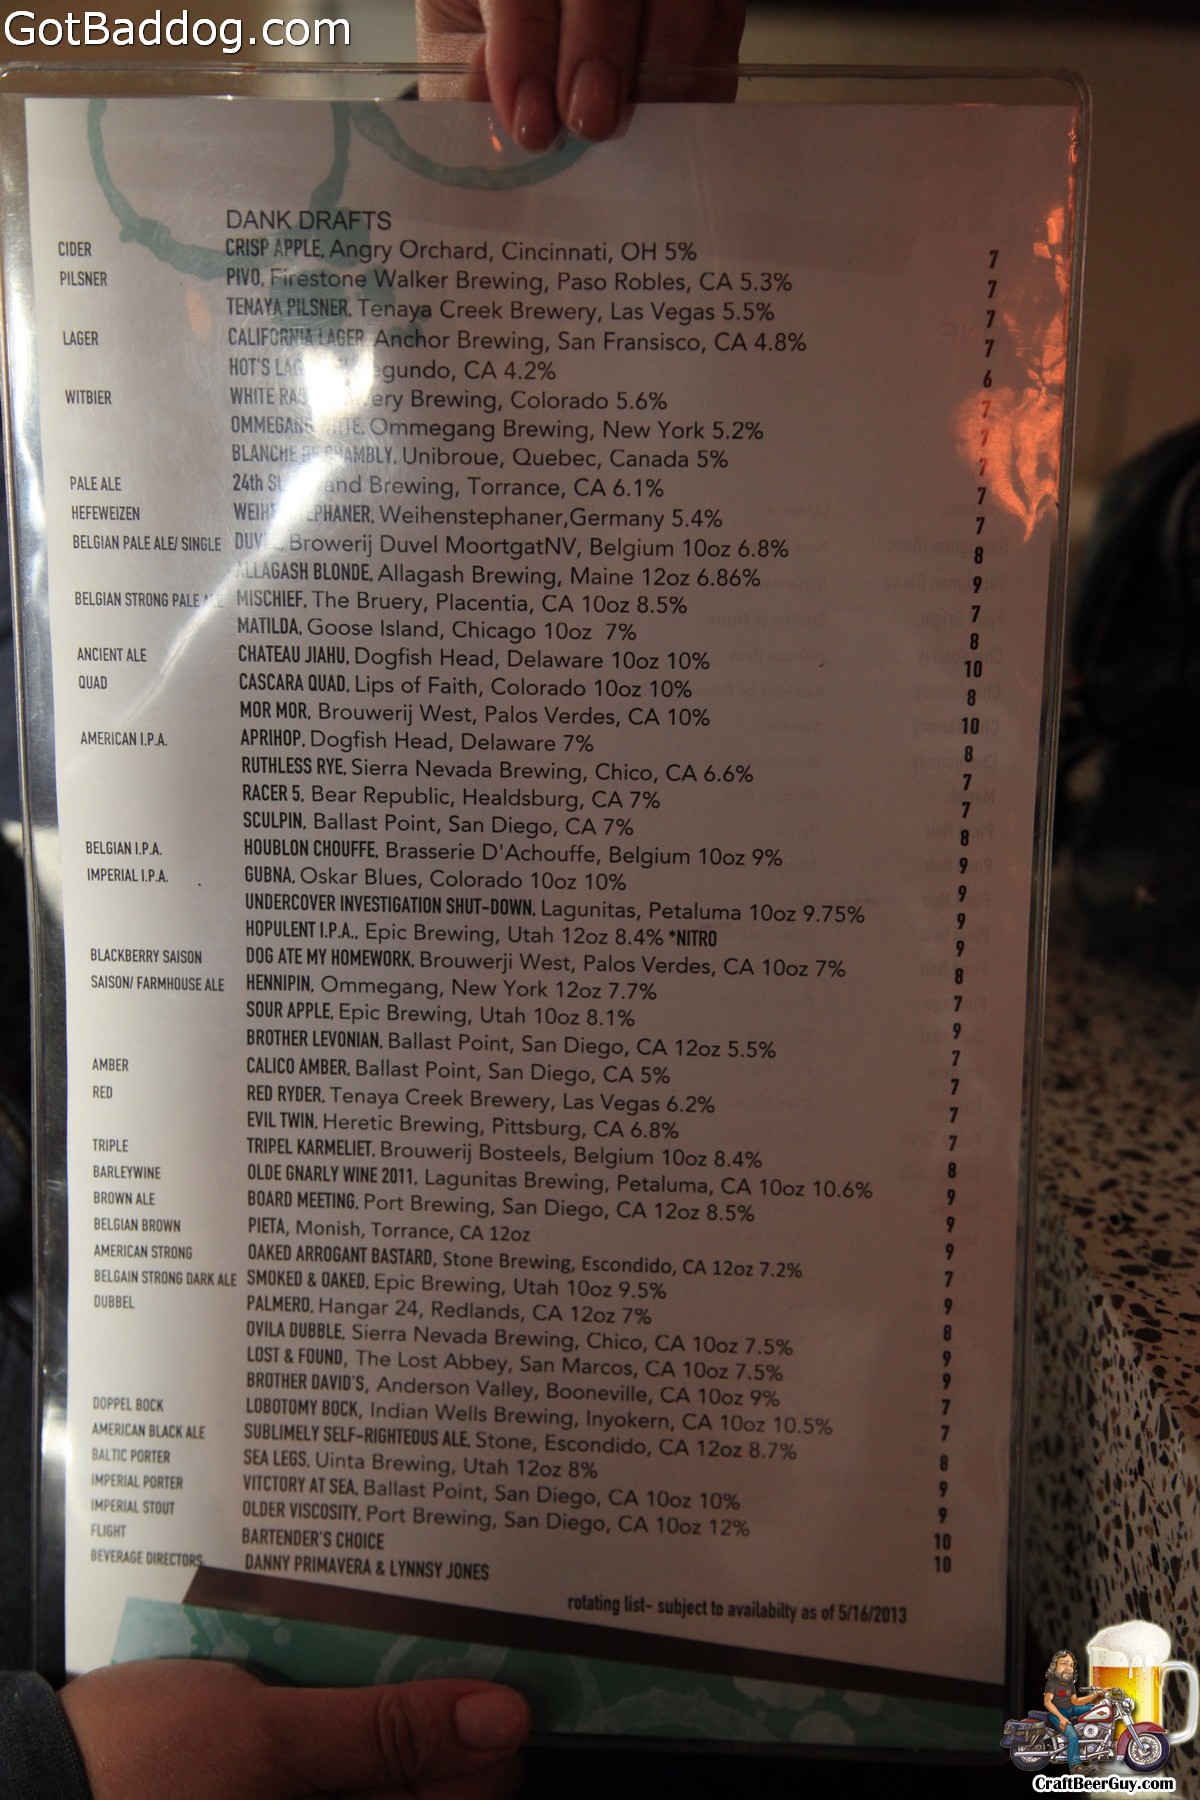 GotBaddog.com
DANK DRAFTS
CIDER CRISP APPLE, Angry Orchard, Cincinnati, OH 5% 7
PILSNER PIVO, Firestone Walker Brewing, Paso Robles, CA 5.3% 7
TENAYA PILSNER, Tenaya Creek Brewery, Las Vegas 5.5% 7
LAGER CALIFORNIA LAGER, Anchor Brewing, San Fransisco, CA 4.8% 7
HOT'S CA 4.2% 6
WITBIER WHITE Brewing, Colorado 5.6% 7
OMMEGANG Ommegang Brewing, New York 5.2% 7
BLANCHE DE CHAMBLY, Unibroue, Quebec, Canada 5% 7
PALE ALE 24th Brewing, Torrance, CA 6.1% 7
HEFEWEIZEN WEIHENSTEPHANER, Weihenstephaner,Germany 5.4% 7
BELGIAN PALE ALE/ SINGLE DUVEL, Browerij Duvel MoortgatNV, Belgium 10oz 6.8% 8
ALLAGASH BLONDE, Allagash Brewing, Maine 12oz 6.86% 9
BELGIAN STRONG PALE ALE MISCHIEF, The Bruery, Placentia, CA 10oz 8.5% 7
MATILDA, Goose Island, Chicago 10oz 7% 8
ANCIENT ALE CHATEAU JIAHU, Dogfish Head, Delaware 10oz 10% 10
QUAD CASCARA QUAD, Lips of Faith, Colorado 10oz 10% 8
MOR MOR, Brouwerij West, Palos Verdes, CA 10% 10
AMERICAN I.P.A. APRIHOP, Dogfish Head, Delaware 7% 8
RUTHLESS RYE, Sierra Nevada Brewing, Chico, CA 6.6% 7
RACER 5, Bear Republic, Healdsburg, CA 7% 7
SCULPIN, Ballast Point, San Diego, CA 7% 8
BELGIAN I.P.A. HOUBLON CHOUFFE, Brasserie D'Achouffe, Belgium 10oz 9% 9
IMPERIAL I.P.A. GUBNA, Oskar Blues, Colorado 10oz 10% 9
UNDERCOVER INVESTIGATION SHUT-DOWN, Lagunitas, Petaluma 10oz 9.75% 9
HOPULENT I.P.A., Epic Brewing, Utah 12oz 8.4% *NITRO 9
BLACKBERRY SAISON DOG ATE MY HOMEWORK, Brouwerji West, Palos Verdes, CA 10oz 7% 8
SAISON/ FARMHOUSE ALE HENNIPIN, Ommegang, New York 12oz 7.7% 7
SOUR APPLE, Epic Brewing, Utah 10oz 8.1% 9
BROTHER LEVONIAN, Ballast Point, San Diego, CA 12oz 5.5% 7
AMBER CALICO AMBER, Ballast Point, San Diego, CA 5% 7
RED RED RYDER, Tenaya Creek Brewery, Las Vegas 6.2% 7
EVIL TWIN, Heretic Brewing, Pittsburg, CA 6.8% 7
TRIPLE TRIPEL KARMELIET, Brouwerij Bosteels, Belgium 10oz 8.4% 8
BARLEYWINE OLDE GNARLY WINE 2011, Lagunitas Brewing, Petaluma, CA 10oz 10.6% 9
BROWN ALE BOARD MEETING, Port Brewing, San Diego, CA 12oz 8.5% 9
BELGIAN BROWN PIETA, Monish, Torrance, CA 12oz 9
AMERICAN STRONG OAKED ARROGANT BASTARD, Stone Brewing, Escondido, CA 12oz 7.2% 7
BELGAIN STRONG DARK ALE SMOKED & OAKED, Epic Brewing, Utah 10oz 9.5% 9
DUBBEL PALMERO, Hangar 24, Redlands, CA 12oz 7% 8
OVILA DUBBLE, Sierra Nevada Brewing, Chico, CA 10oz 7.5% 9
LOST & FOUND, The Lost Abbey, San Marcos, CA 10oz 7.5% 9
BROTHER DAVID'S, Anderson Valley, Booneville, CA 10oz 9% 7
DOPPEL BOCK LOBOTOMY BOCK, Indian Wells Brewing, Inyokern, CA 10oz 10.5% 7
AMERICAN BLACK ALE SUBLIMELY SELF-RIGHTEOUS ALE, Stone, Escondido, CA 12oz 8.7% 8
BALTIC PORTER SEA LEGS, Uinta Brewing, Utah 12oz 8% 9
IMPERIAL PORTER VITCTORY AT SEA, Ballast Point, San Diego, CA 10oz 10% 9
IMPERIAL STOUT OLDER VISCOSITY, Port Brewing, San Diego, CA 10oz 12% 10
FLIGHT BARTENDER'S CHOICE 10
BEVERAGE DIRECTORS DANNY PRIMAVERA & LYNNSY JONES
rotating list- subject to availabilty as of 5/16/2013
CraftBeerGuy.com